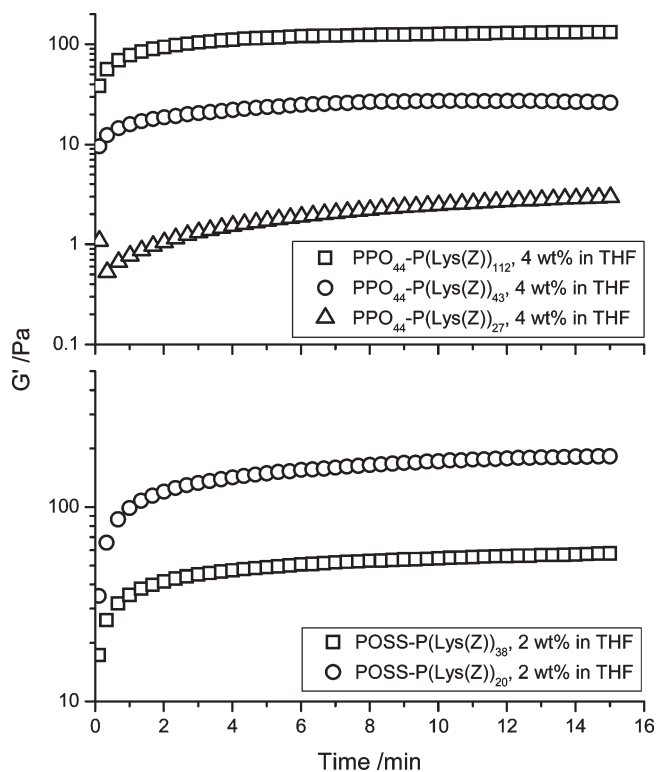 100
10
1
0.1
PPO44-P(Lys(Z))112, 4 wt% in THF
PPO44-P(Lys(Z))43, 4 wt% in THF
PPO44-P(Lys(Z))27, 4 wt% in THF
G' /Pa
100
10
POSS-P(Lys(Z))38, 2 wt% in THF
POSS-P(Lys(Z))20, 2 wt% in THF
0 2 4 6 8 10 12 14 16
Time /min